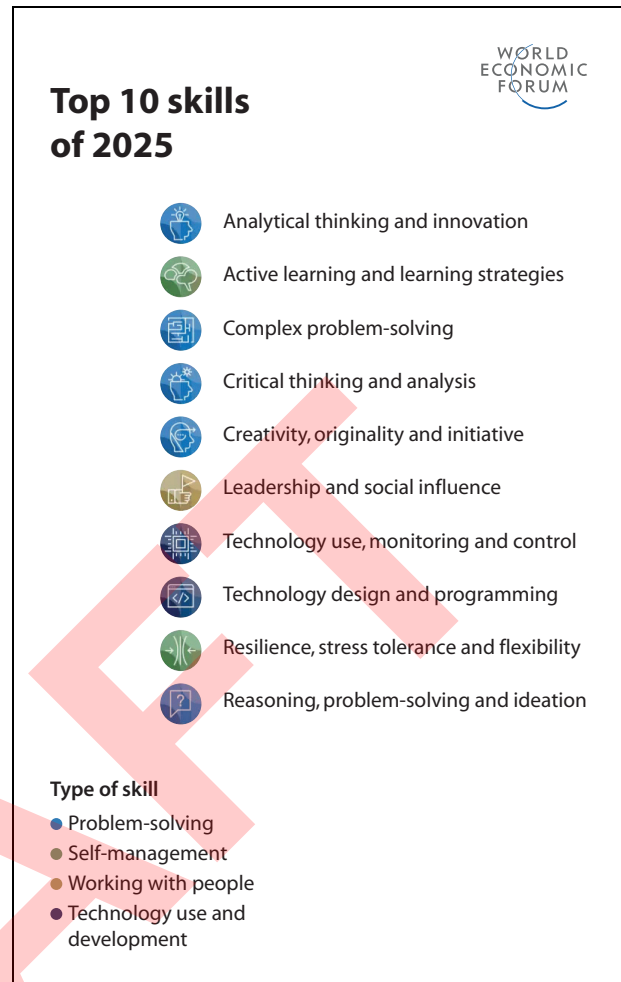 WORLD
ECONOMIC
FORUM
Top 10 skills
of 2025
Analytical thinking and innovation
Active learning and learning strategies
Complex problem-solving
Critical thinking and analysis
Creativity, originality and initiative
Leadership and social influence
Technology use, monitoring and control
Technology design and programming
Resilience, stress tolerance and flexibility
Reasoning, problem-solving and ideation
Type of skill
Problem-solving
Self-management
Working with people
Technology use and
development
AFT